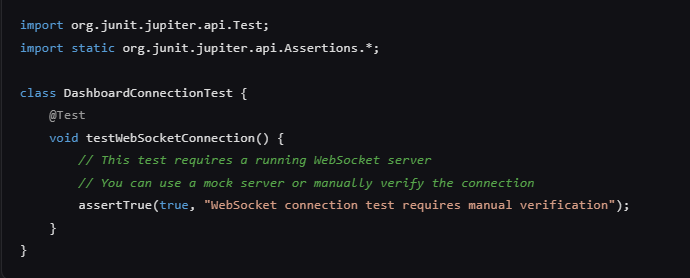 import org.junit.jupiter.api.Test;
import static org.junit.jupiter.api.Assertions.*;
class DashboardConnectionTest {
@Test
void testWebSocketConnection() {
// This test requires a running WebSocket server
// You can use a mock server or manually verify the connection
assertTrue(true, "WebSocket connection test requires manual verification");
}
}